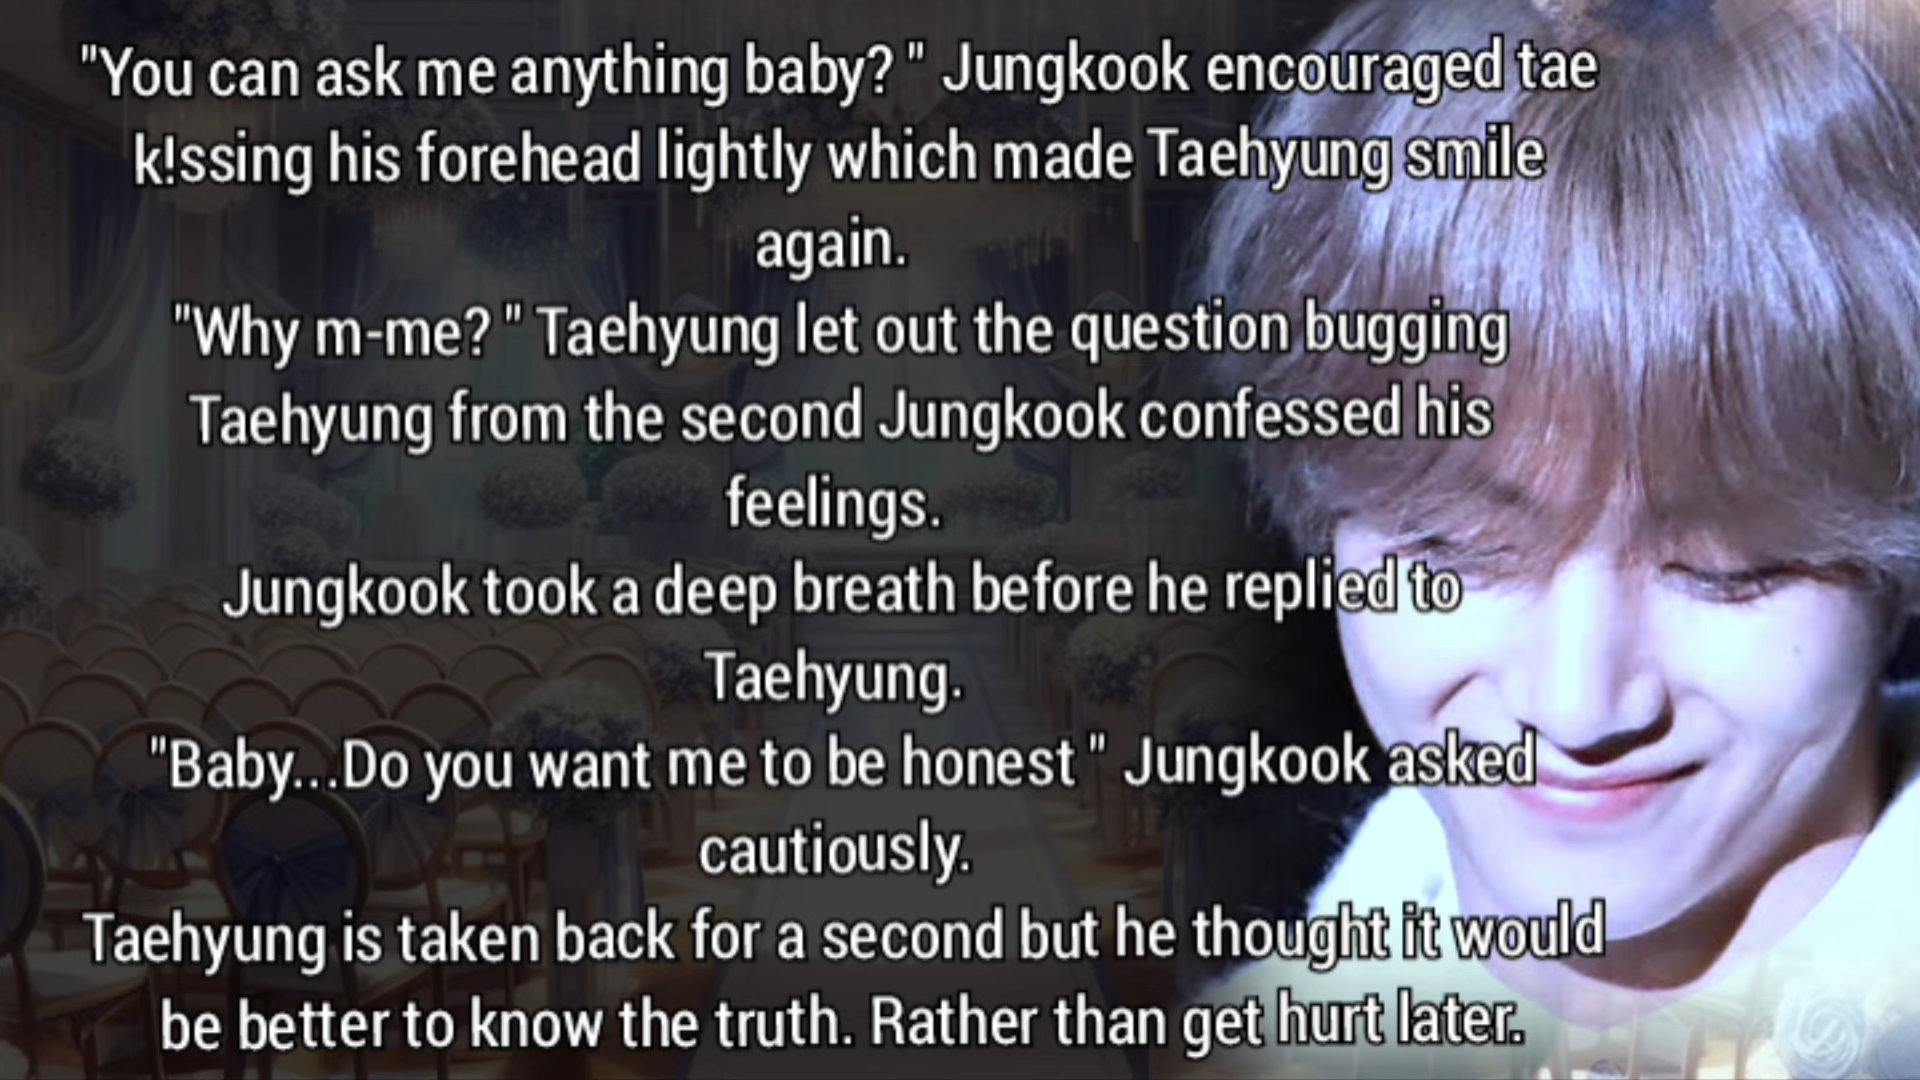 "You can ask me anything baby? " Jungkook encouraged tae
k!ssing his forehead lightly which made Taehyung smile
again.
"Why m-me? " Taehyung let out the question bugging
Taehyung from the second Jungkook confessed his
feelings.
Jungkook took a deep breath before he replied to
Taehyung.
"Baby...Do you want me to be honest " Jungkook asked
cautiously.
Taehyung is taken back for a second but he thought it would
be better to know the truth. Rather than get hurt later.